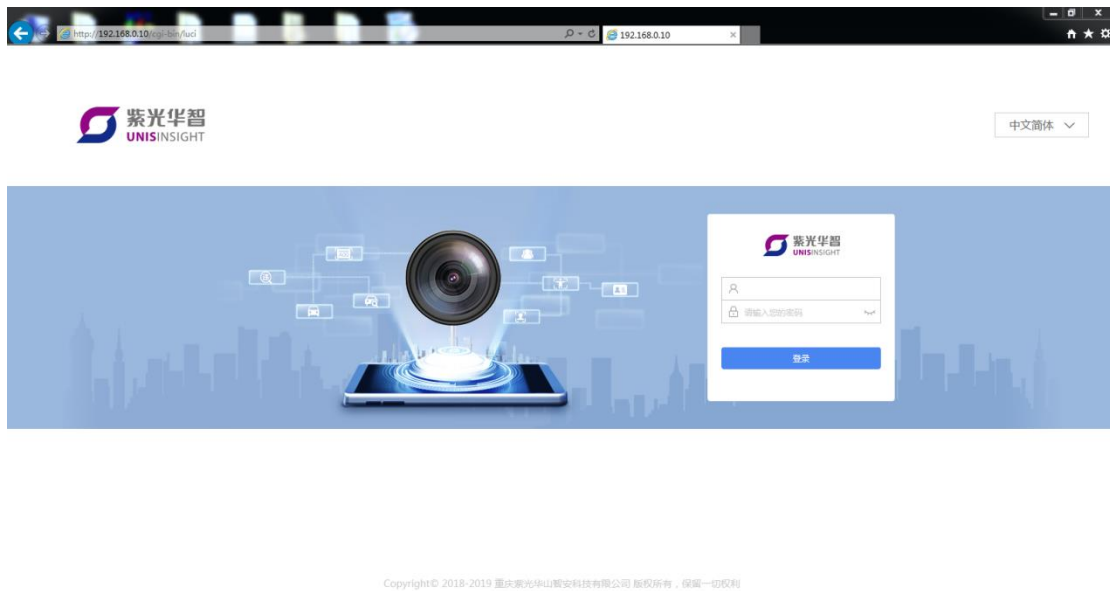 http://192.168.0.10/cgi-bin/luci
192.168.0.10
紫光华智
UNISINSIGHT
中文简体
紫光华智
UNISINSIGHT
请输入您的密码
登录
Copyright© 2018-2019 重庆紫光华山智安科技有限公司 版权所有，保留一切权利